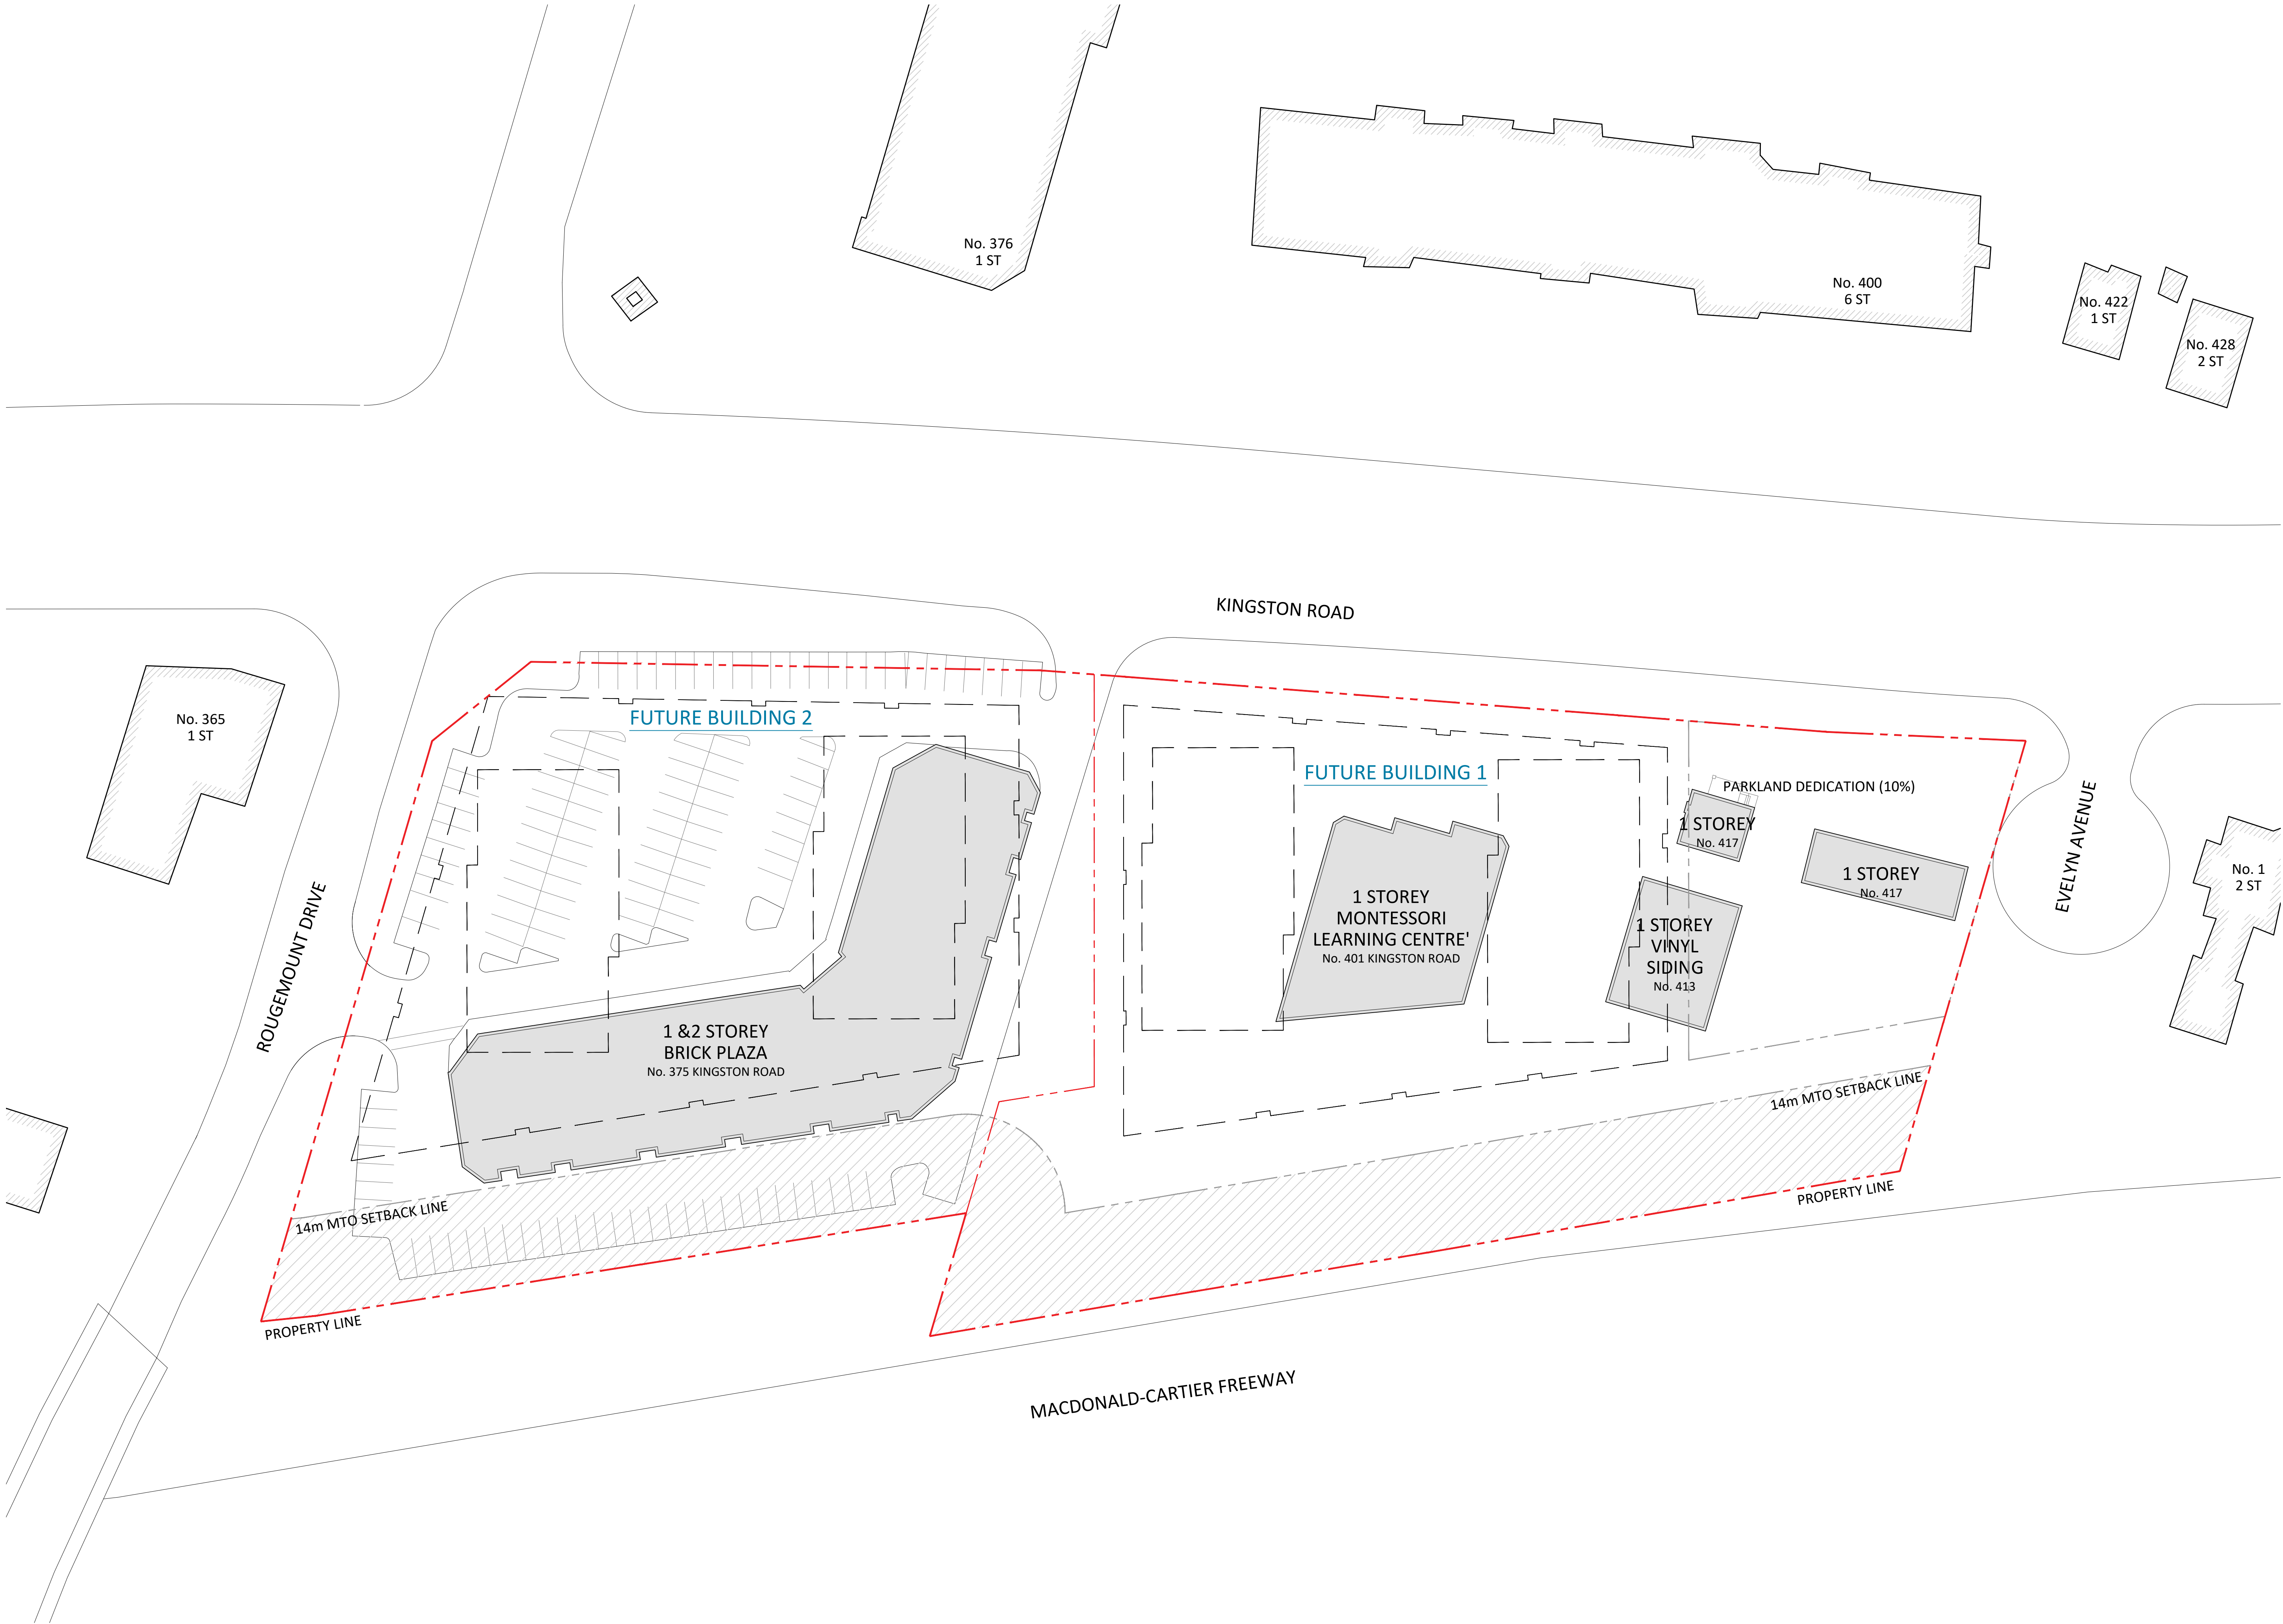 No. 376
1 ST
No. 400
6 ST
No. 422
1 ST
No. 428
2 ST
KINGSTON ROAD
No. 365
1 ST
FUTURE BUILDING 2
FUTURE BUILDING 1
PARKLAND DEDICATION (10%)
1 STOREY
No. 417
1 STOREY
No. 417
EVELYN AVENUE
No. 1
2 ST
ROUGEMOUNT DRIVE
1 STOREY
MONTESSORI
LEARNING CENTRE'
No. 401 KINGSTON ROAD
1 STOREY
VINYL
SIDING
No. 413
1 &2 STOREY
BRICK PLAZA
No. 375 KINGSTON ROAD
14m MTO SETBACK LINE
PROPERTY LINE
14m MTO SETBACK LINE
PROPERTY LINE
MACDONALD-CARTIER FREEWAY